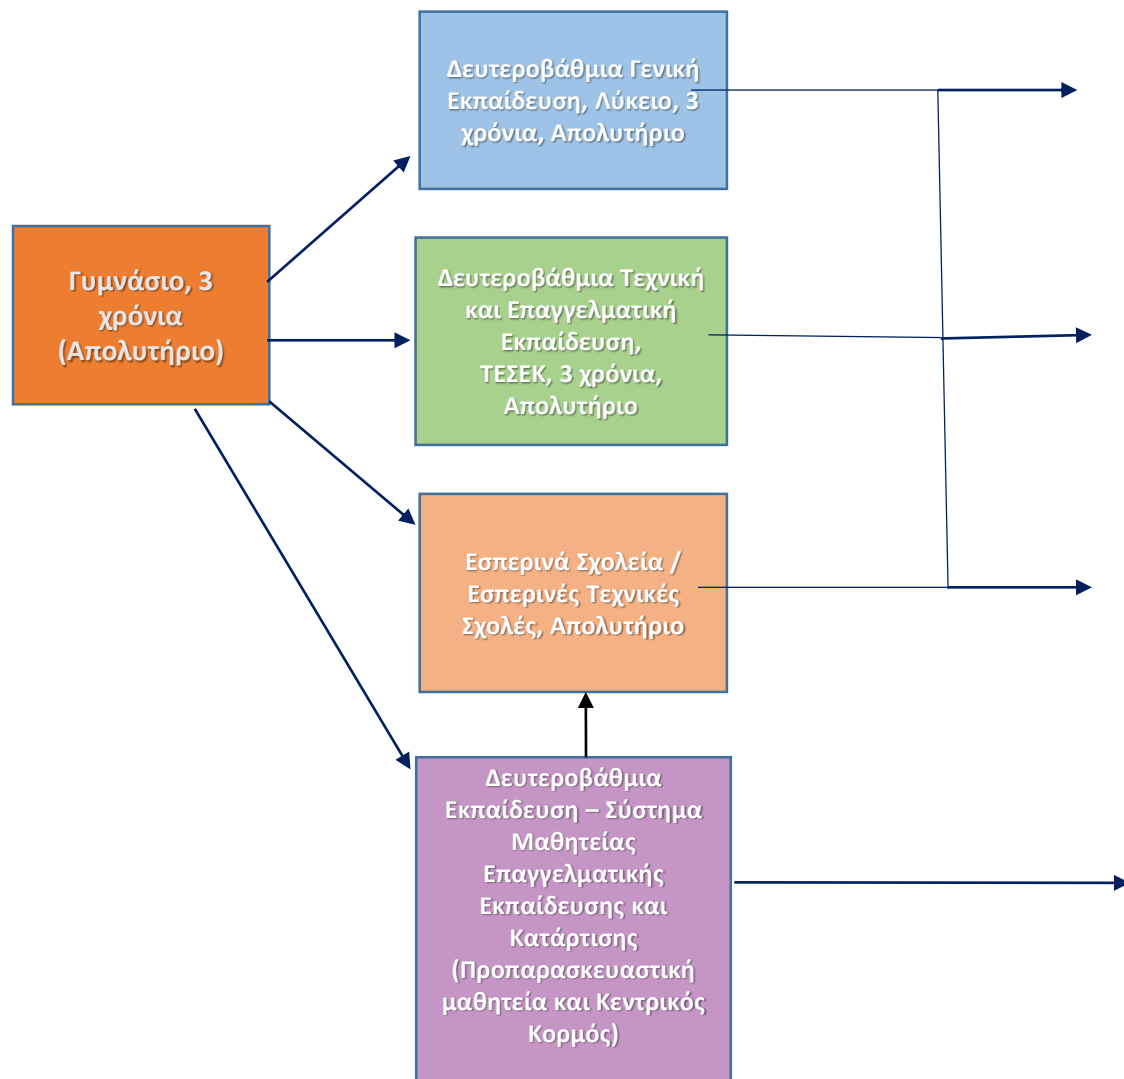 Δευτεροβάθμια Γενική
Εκπαίδευση, Λύκειο, 3
χρόνια, Απολυτήριο
Γυμνάσιο, 3
χρόνια
(Απολυτήριο)
Δευτεροβάθμια Τεχνική
και Επαγγελματική
Εκπαίδευση,
ΤΕΣΕΚ, 3 χρόνια,
Απολυτήριο
Εσπερινά Σχολεία /
Εσπερινές Τεχνικές
Σχολές, Απολυτήριο
Δευτεροβάθμια
Εκπαίδευση – Σύστημα
Μαθητείας
Επαγγελματικής
Εκπαίδευσης και
Κατάρτισης
(Προπαρασκευαστική
μαθητεία και Κεντρικός
Κορμός)